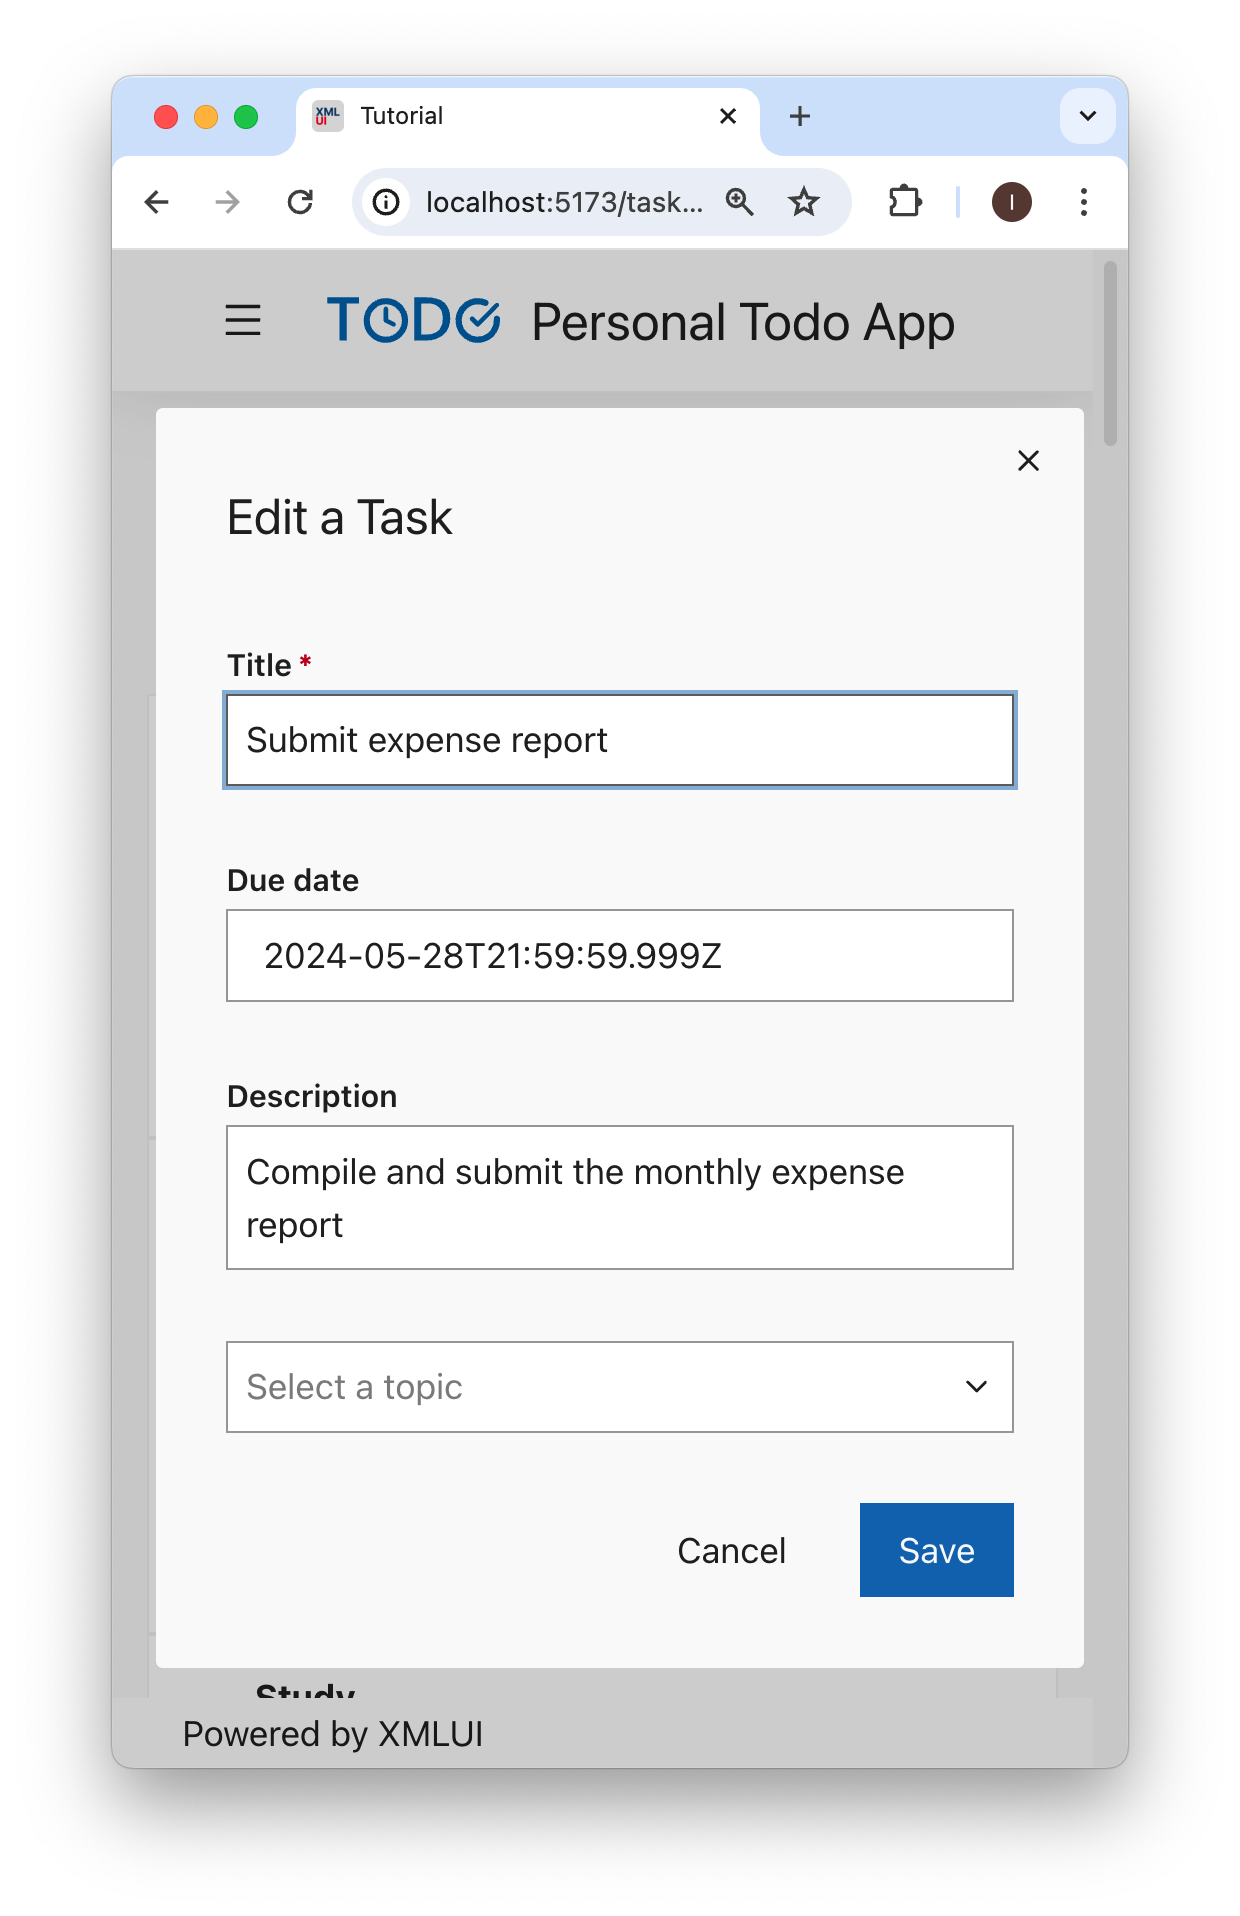 XML
UI
Tutorial
localhost:5173/task...
I
TODO
Personal Todo App
Edit a Task
Title *
Submit expense report
Due date
2024-05-28T21:59:59.999Z
Description
Compile and submit the monthly expense
report
Select a topic
Cancel
Save
Study
Powered by XMLUI